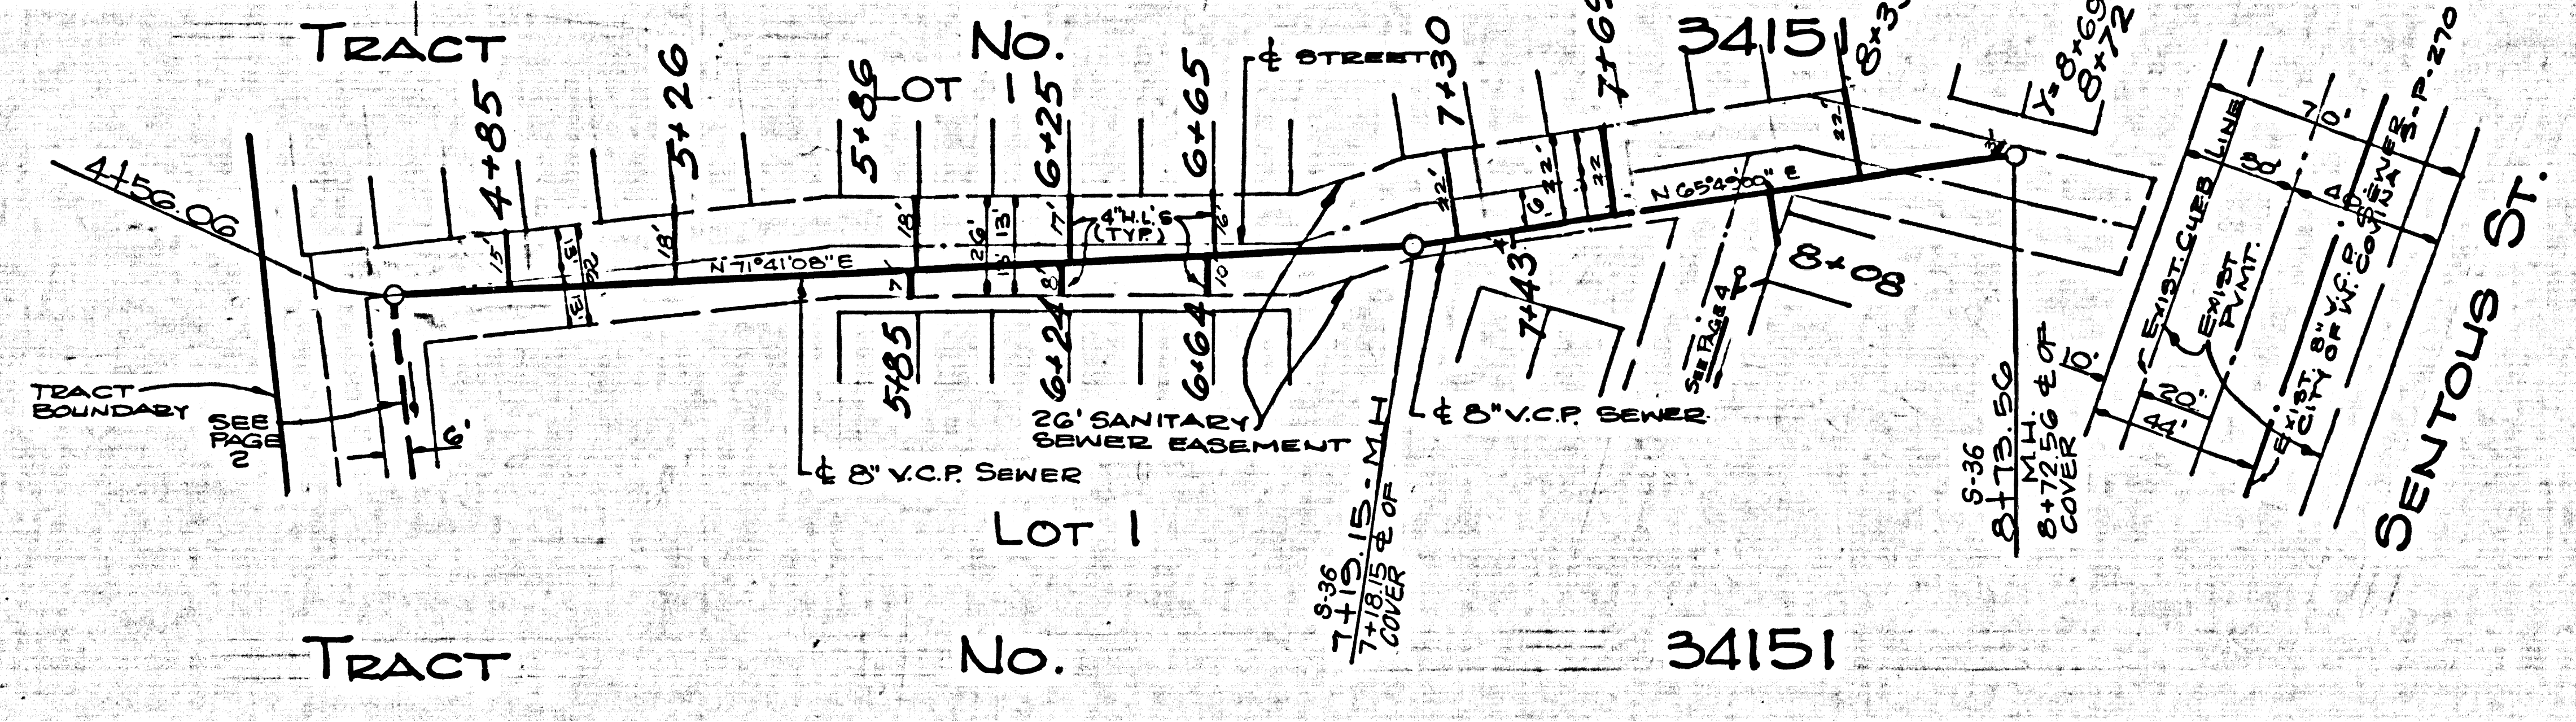 TRACT No. 34151
LOT 1
4+56.06
4+85
5+26
5+86
6+25
6+65
℄ STREET
7+30
22'
15'
13'
13'
18'
N 71°41'08" E
18'
26'
13'
17'
4" H.L.'S
(TYP.)
16'
7'
8'
10'
22'
6'
22'
22
N 65°49'00" E
22'
8+08
7+43
5+85
6+24
6+64
TRACT
BOUNDARY
SEE
PAGE
2
6'
26' SANITARY
SEWER EASEMENT
℄ 8" V.C.P. SEWER
℄ 8" V.C.P. SEWER
SEE PAGE 4
LOT 1
S-36
7+19.15 - M.H
7+18.15 ℄ OF
COVER
S-36
8+73.56
M.H.
8+72.56 ℄ OF
COVER
8+72
EXIST. CURB
LINE
EXIST
PVMT.
EXIST. 8" V.C.P. SEWER
CITY OF W. COVINA S-P-270
10'
20'
44'
30'
40'
70'
SENTOUS ST.
TRACT No. 34151